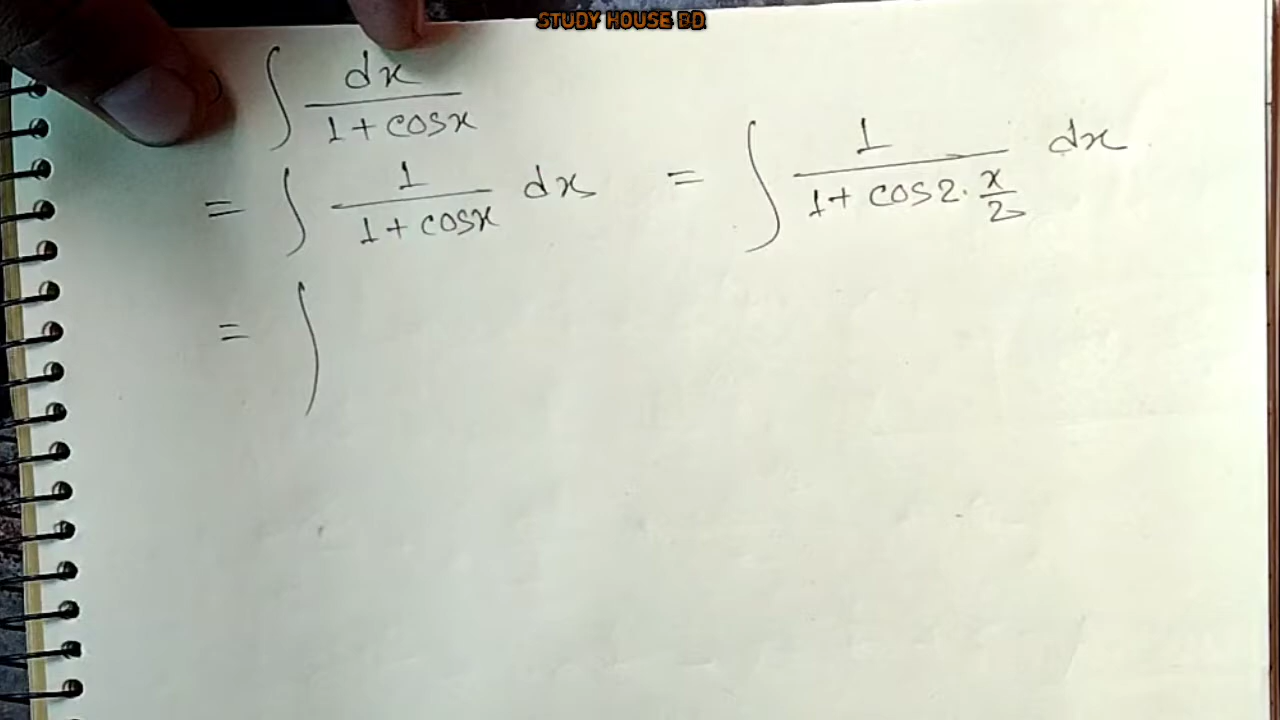 STUDY HOUSE BD
∫ dx / (1 + cosx)
= ∫ 1 / (1 + cosx) dx = ∫ 1 / (1 + cos2·x/2) dx
= ∫